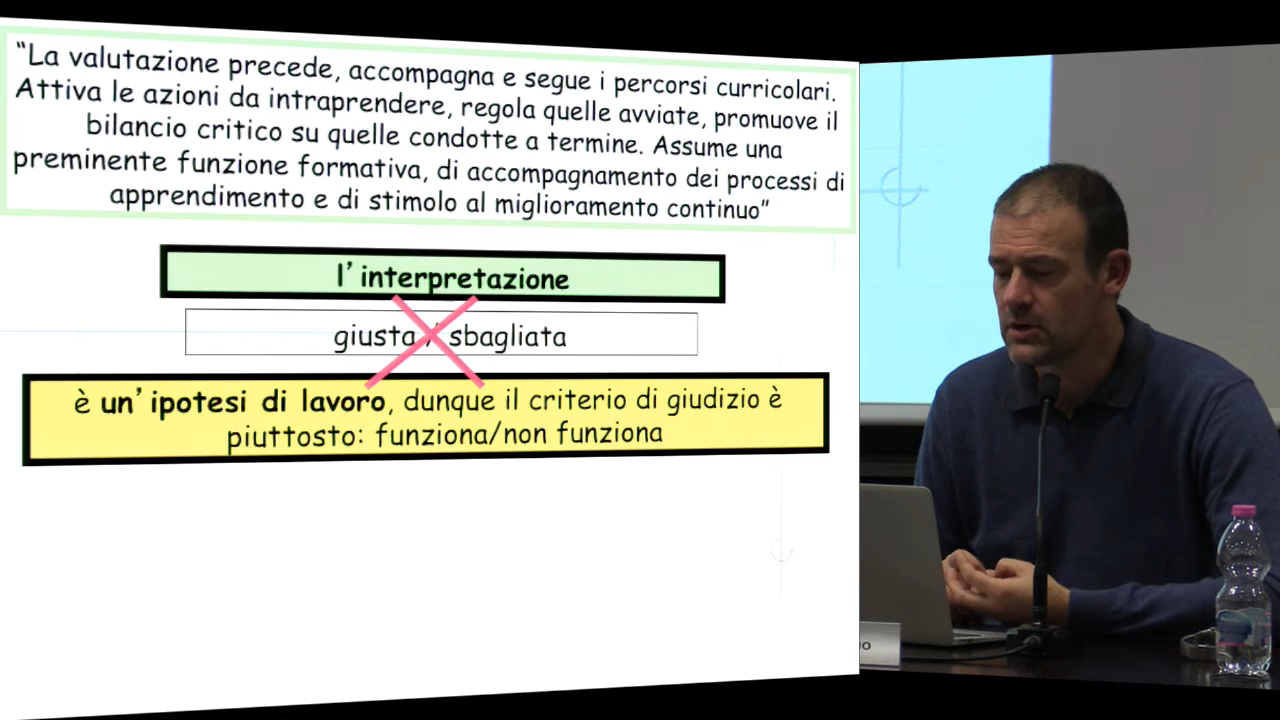 “La valutazione precede, accompagna e segue i percorsi curricolari.
Attiva le azioni da intraprendere, regola quelle avviate, promuove il
bilancio critico su quelle condotte a termine. Assume una
preminente funzione formativa, di accompagnamento dei processi di
apprendimento e di stimolo al miglioramento continuo”
l’interpretazione
giusta / sbagliata
è un’ipotesi di lavoro, dunque il criterio di giudizio è
piuttosto: funziona/non funziona